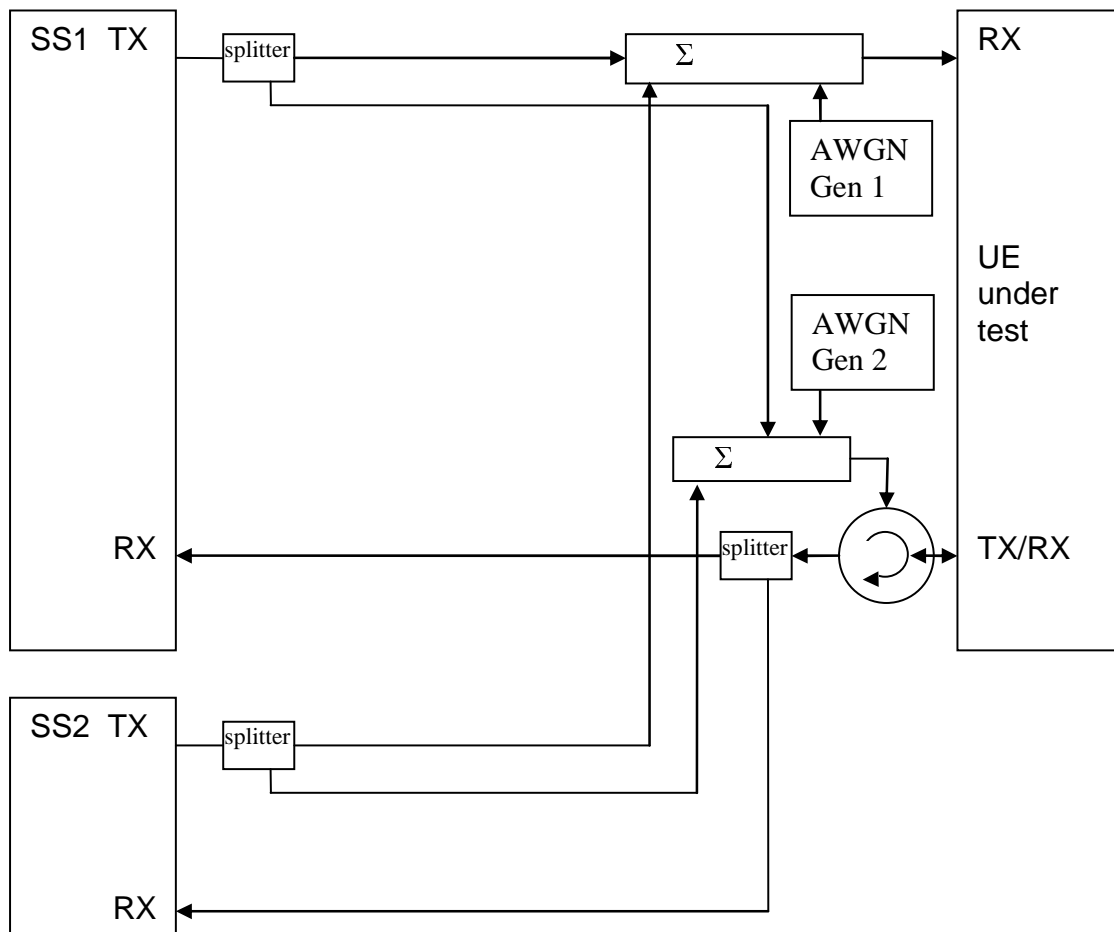 SS1 TX
splitter
Σ
RX
AWGN
Gen 1
UE
under
test
AWGN
Gen 2
Σ
RX
splitter
TX/RX
SS2 TX
splitter
RX